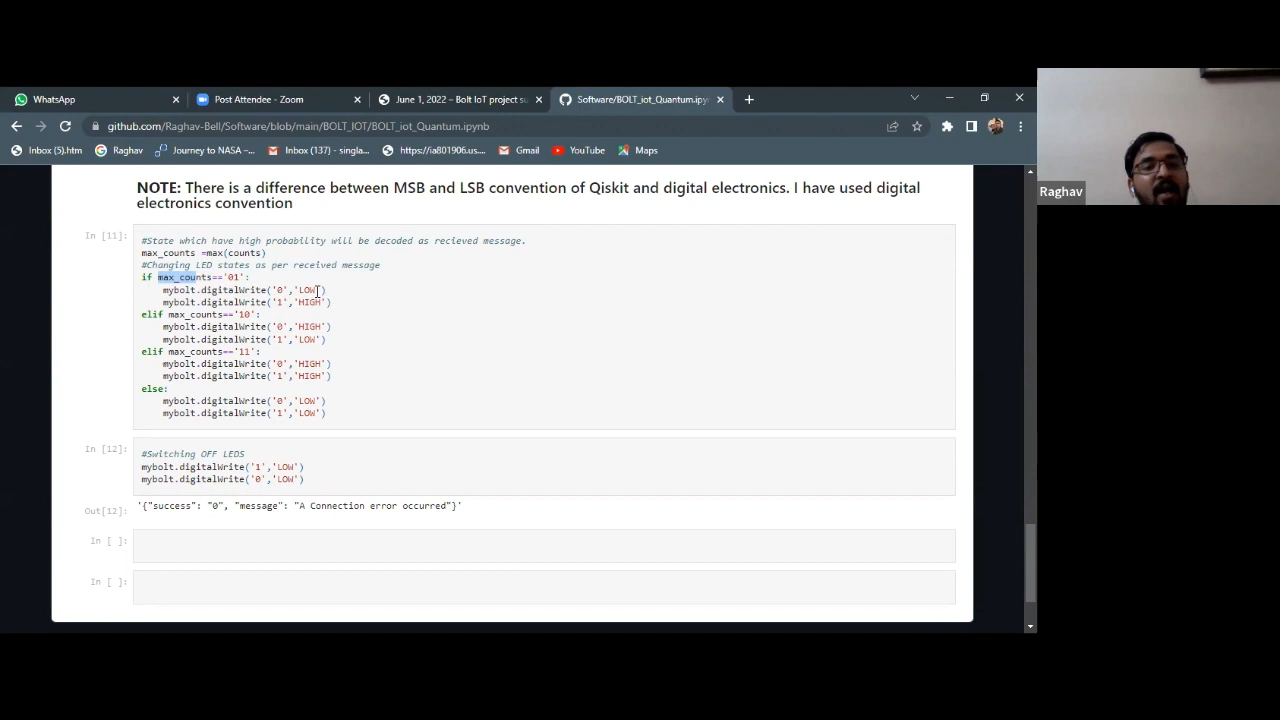 WhatsApp
Post Attendee - Zoom
June 1, 2022 – Bolt IoT project su
Software/BOLT_iot_Quantum.ipyn
github.com/Raghav-Bell/Software/blob/main/BOLT_IOT/BOLT_iot_Quantum.ipynb
Inbox (5).htm
Raghav
Journey to NASA –...
Inbox (137) - singla...
https://ia801906.us....
Gmail
YouTube
Maps
NOTE: There is a difference between MSB and LSB convention of Qiskit and digital electronics. I have used digital
electronics convention
In [11]:
#State which have high probability will be decoded as recieved message.
max_counts =max(counts)
#Changing LED states as per received message
if max_counts=='01':
mybolt.digitalWrite('0','LOW')
mybolt.digitalWrite('1','HIGH')
elif max_counts=='10':
mybolt.digitalWrite('0','HIGH')
mybolt.digitalWrite('1','LOW')
elif max_counts=='11':
mybolt.digitalWrite('0','HIGH')
mybolt.digitalWrite('1','HIGH')
else:
mybolt.digitalWrite('0','LOW')
mybolt.digitalWrite('1','LOW')
In [12]:
#Switching OFF LEDS
mybolt.digitalWrite('1','LOW')
mybolt.digitalWrite('0','LOW')
Out[12]:
'{"success": "0", "message": "A Connection error occurred"}'
In [ ]:
In [ ]:
Raghav